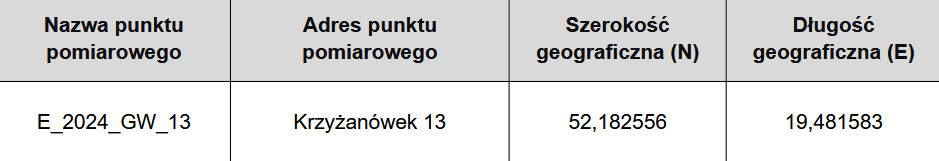 Nazwa punktu pomiarowego
Adres punktu pomiarowego
Szerokość geograficzna (N)
Długość geograficzna (E)
E_2024_GW_13
Krzyżanówek 13
52,182556
19,481583